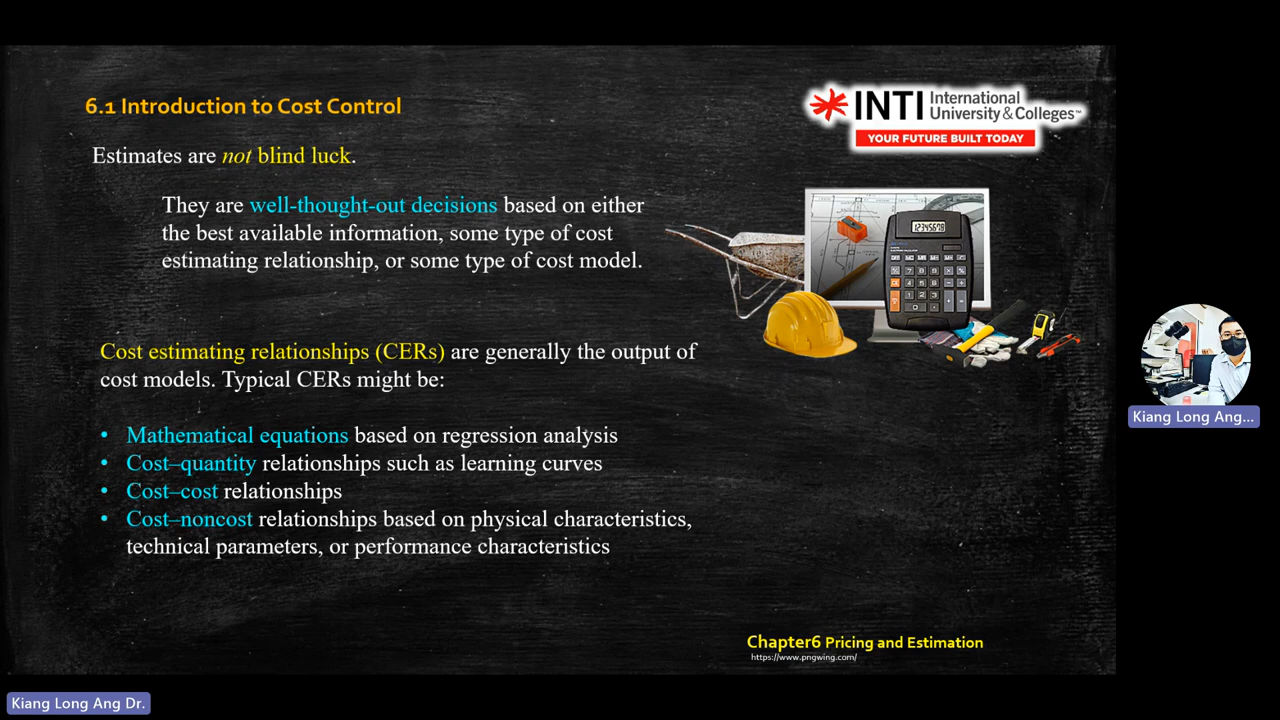 6.1 Introduction to Cost Control
INTI International
University & Colleges™
YOUR FUTURE BUILT TODAY
Estimates are not blind luck.
They are well-thought-out decisions based on either
the best available information, some type of cost
estimating relationship, or some type of cost model.
12345678
Cost estimating relationships (CERs) are generally the output of
cost models. Typical CERs might be:
• Mathematical equations based on regression analysis
• Cost–quantity relationships such as learning curves
• Cost–cost relationships
• Cost–noncost relationships based on physical characteristics,
technical parameters, or performance characteristics
Kiang Long Ang...
Chapter6 Pricing and Estimation
https://www.pngwing.com/
Kiang Long Ang Dr.